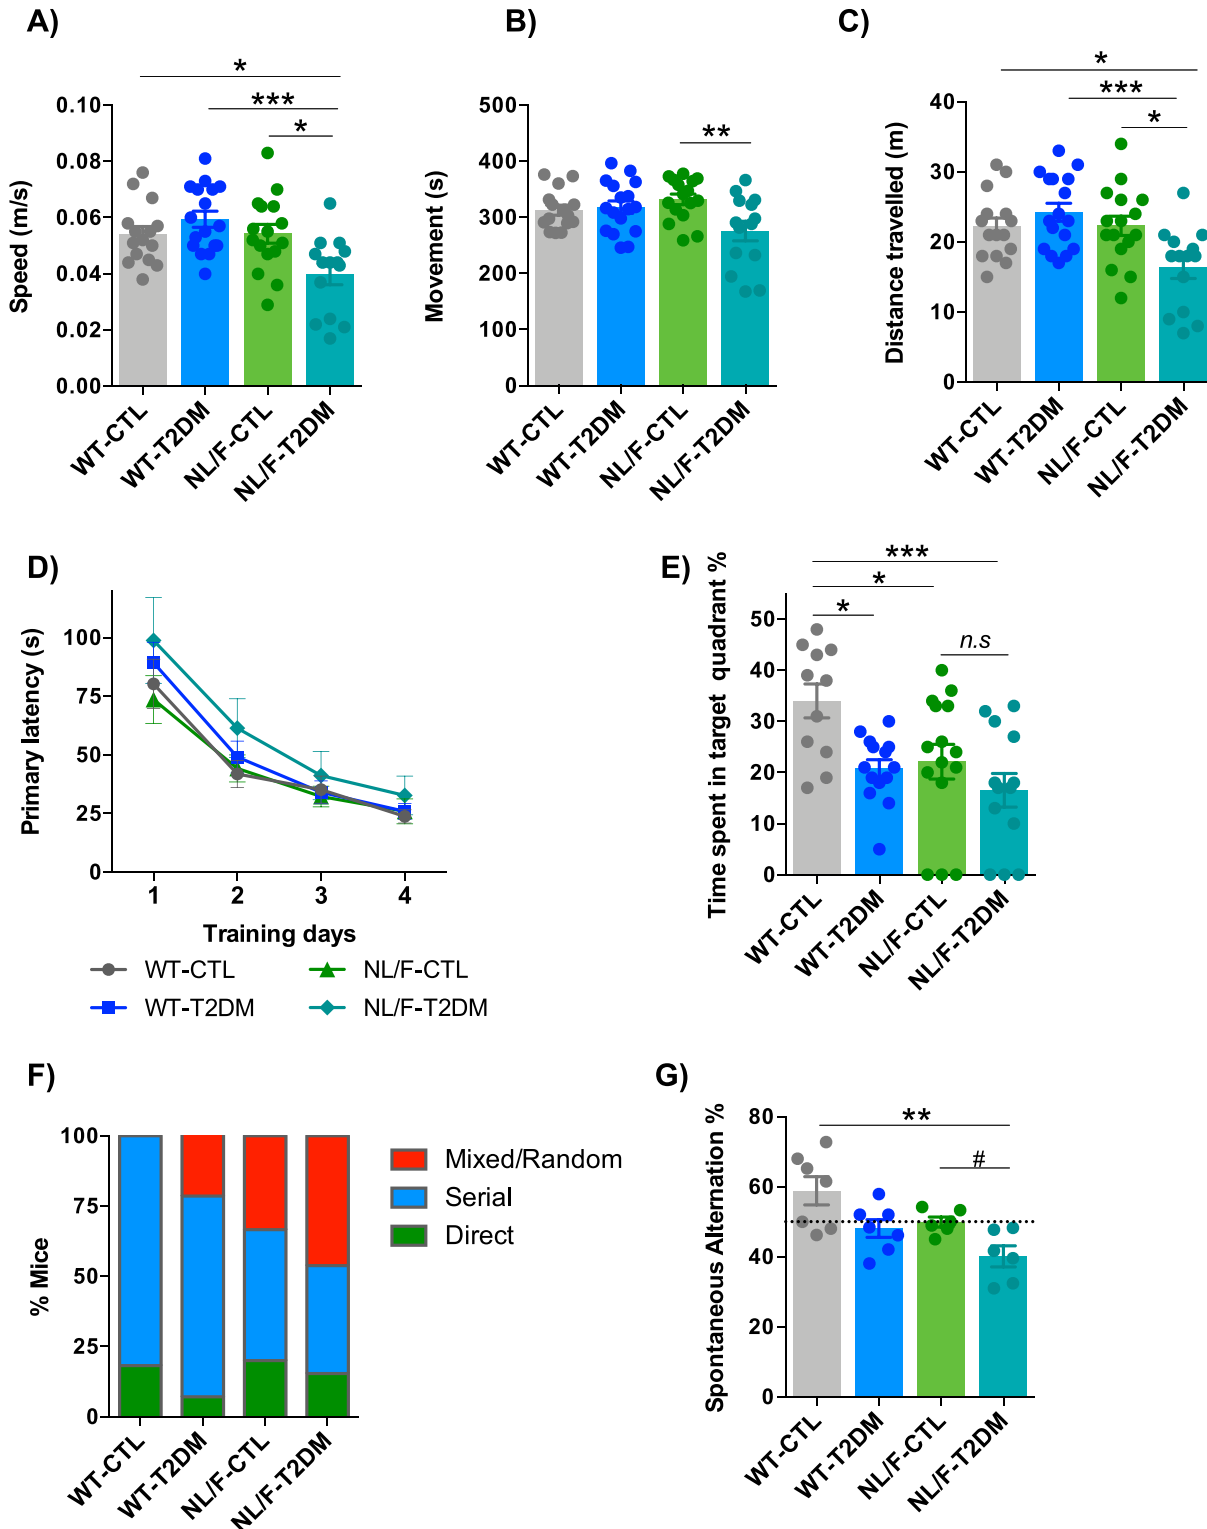 A)
B)
C)
*
***
*
Speed (m/s)
0.10
0.08
0.06
0.04
0.02
0.00
WT-CTL
WT-T2DM
NL/F-CTL
NL/F-T2DM
**
Movement (s)
500
400
300
200
100
0
WT-CTL
WT-T2DM
NL/F-CTL
NL/F-T2DM
*
***
*
Distance travelled (m)
40
30
20
10
0
WT-CTL
WT-T2DM
NL/F-CTL
NL/F-T2DM
D)
Primary latency (s)
100
75
50
25
0
1 2 3 4
Training days
WT-CTL
NL/F-CTL
WT-T2DM
NL/F-T2DM
E)
***
*
*
n.s
Time spent in target quadrant %
50
40
30
20
10
0
WT-CTL
WT-T2DM
NL/F-CTL
NL/F-T2DM
F)
% Mice
100
75
50
25
0
WT-CTL
WT-T2DM
NL/F-CTL
NL/F-T2DM
Mixed/Random
Serial
Direct
G)
**
#
Spontaneous Alternation %
80
60
40
20
0
WT-CTL
WT-T2DM
NL/F-CTL
NL/F-T2DM